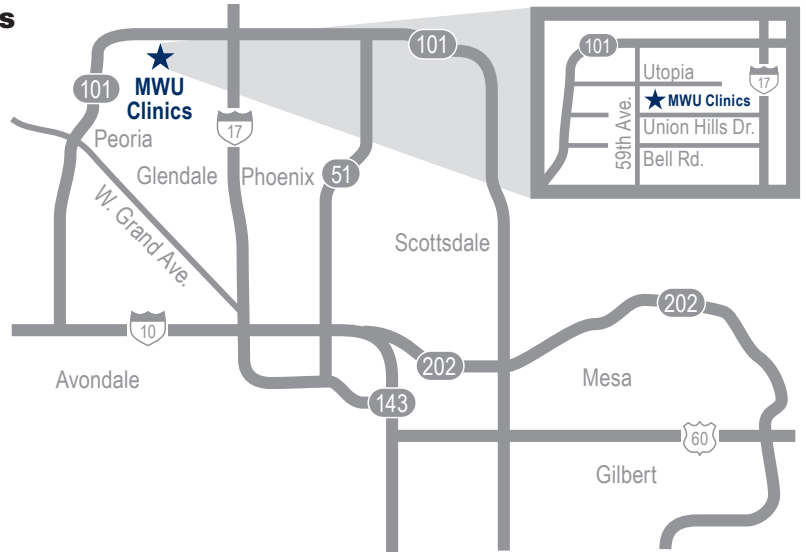 s
101
101
Utopia
17
MWU Clinics
59th Ave.
Union Hills Dr.
Bell Rd.
101
MWU
Clinics
17
Peoria
Glendale
Phoenix
51
W. Grand Ave.
Scottsdale
10
202
202
Avondale
Mesa
143
60
Gilbert